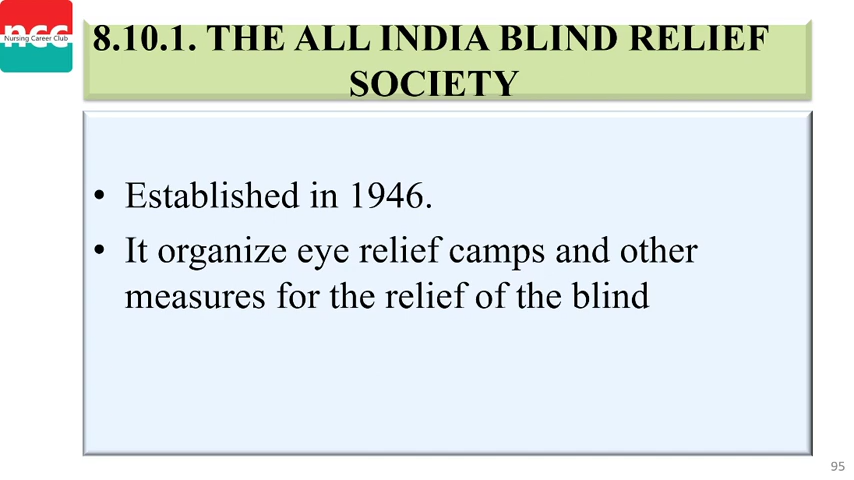 ncc
Nursing Career Club
8.10.1. THE ALL INDIA BLIND RELIEF
SOCIETY
• Established in 1946.
• It organize eye relief camps and other
measures for the relief of the blind
95